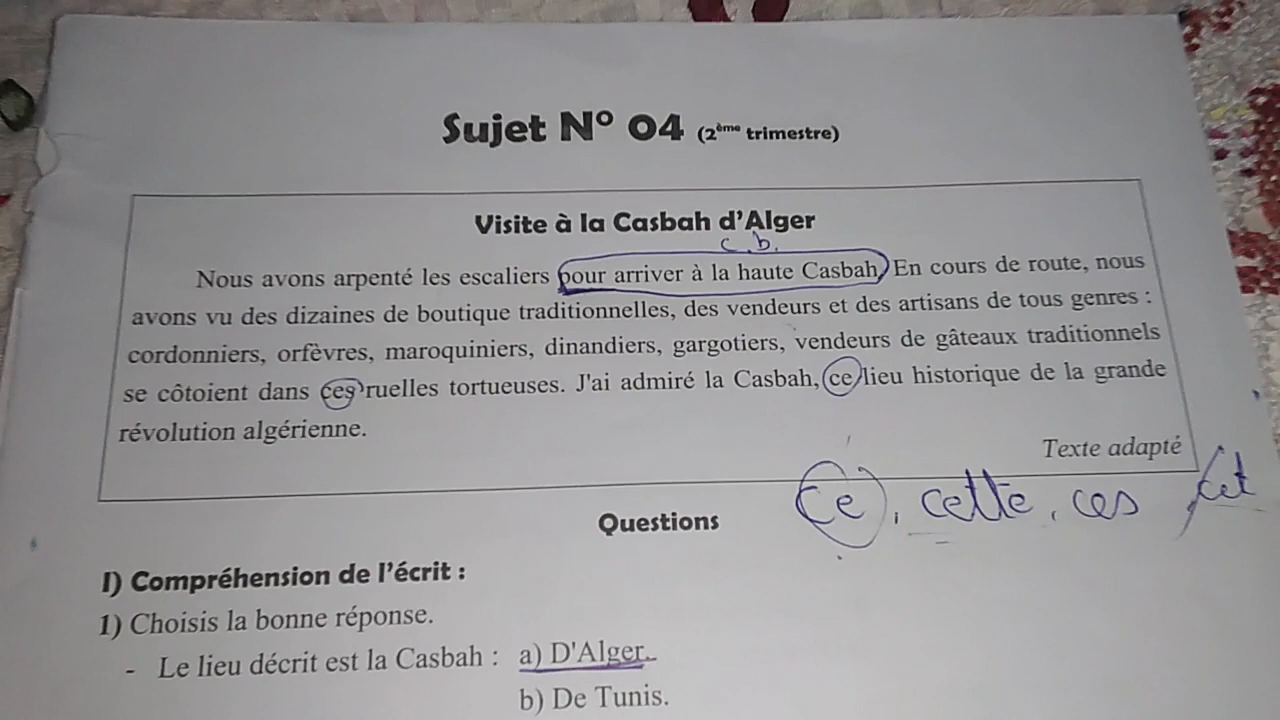 Sujet N° 04 (2ème trimestre)
Visite à la Casbah d'Alger
c.b.
Nous avons arpenté les escaliers pour arriver à la haute Casbah. En cours de route, nous
avons vu des dizaines de boutique traditionnelles, des vendeurs et des artisans de tous genres :
cordonniers, orfèvres, maroquiniers, dinandiers, gargotiers, vendeurs de gâteaux traditionnels
se côtoient dans ces ruelles tortueuses. J'ai admiré la Casbah, ce lieu historique de la grande
révolution algérienne.
Texte adapté
Ce, cette, ces, cet
Questions
I) Compréhension de l'écrit :
1) Choisis la bonne réponse.
- Le lieu décrit est la Casbah : a) D'Alger.
b) De Tunis.